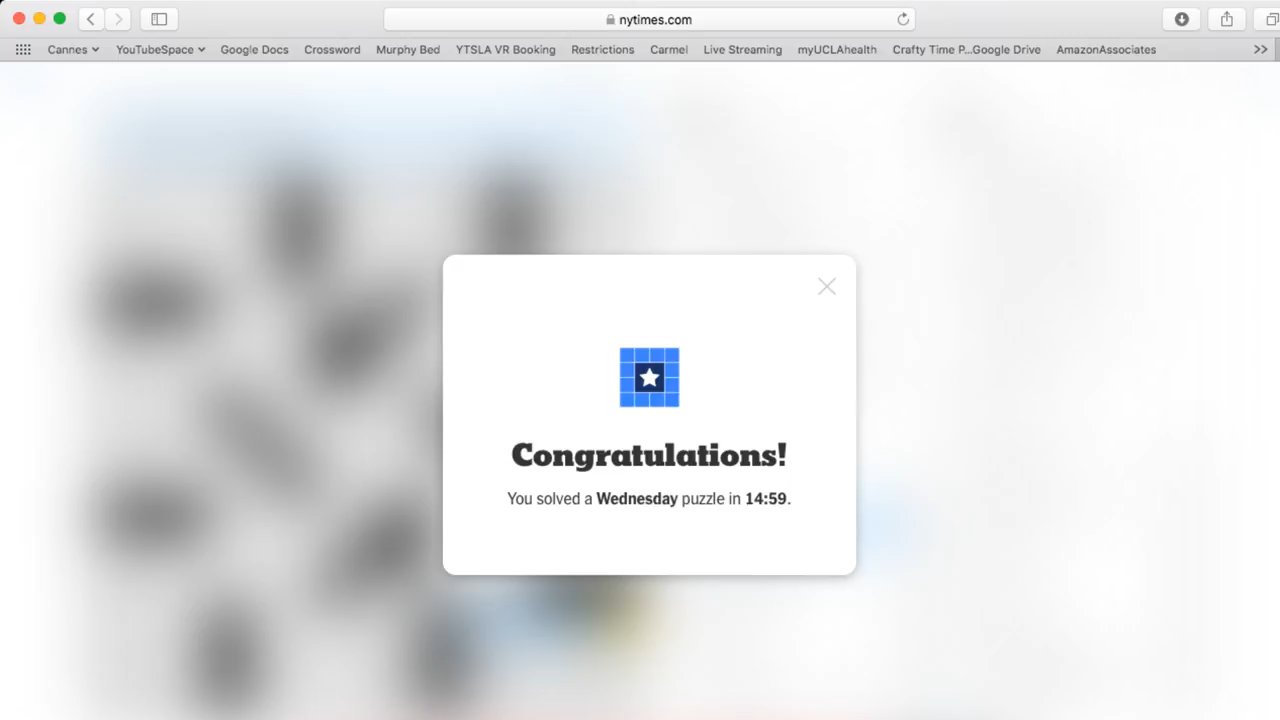 nytimes.com
Cannes YouTubeSpace Google Docs Crossword Murphy Bed YTSLA VR Booking Restrictions Carmel Live Streaming myUCLAhealth Crafty Time P...Google Drive AmazonAssociates >>
Congratulations!
You solved a Wednesday puzzle in 14:59.